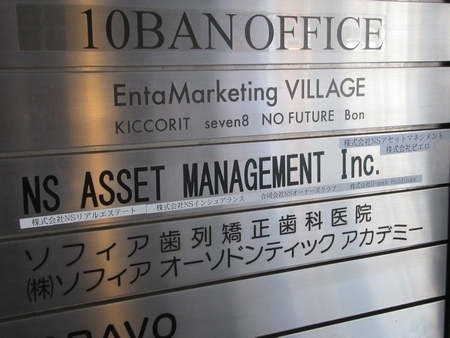 10BAN OFFICE
EntaMarketing VILLAGE
KICCORIT seven8 NO FUTURE Bon
株式会社NSアセットマネジメント
株式会社ピエロ
NS ASSET MANAGEMENT Inc.
株式会社NSリアルエステート 株式会社NSインシュアランス 合同会社NSオーナーズクラブ
ソフィア歯列矯正歯科医院
(株)ソフィア オーソドンティック アカデミー
BRAVO